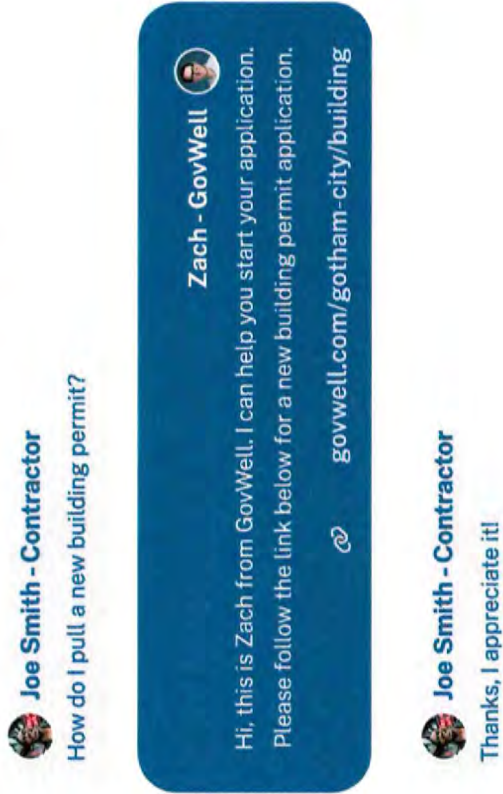 Joe Smith - Contractor
How do I pull a new building permit?
Zach - GovWell
Hi, this is Zach from GovWell. I can help you start your application.
Please follow the link below for a new building permit application.
govwell.com/gotham-city/building
Joe Smith - Contractor
Thanks, I appreciate it!